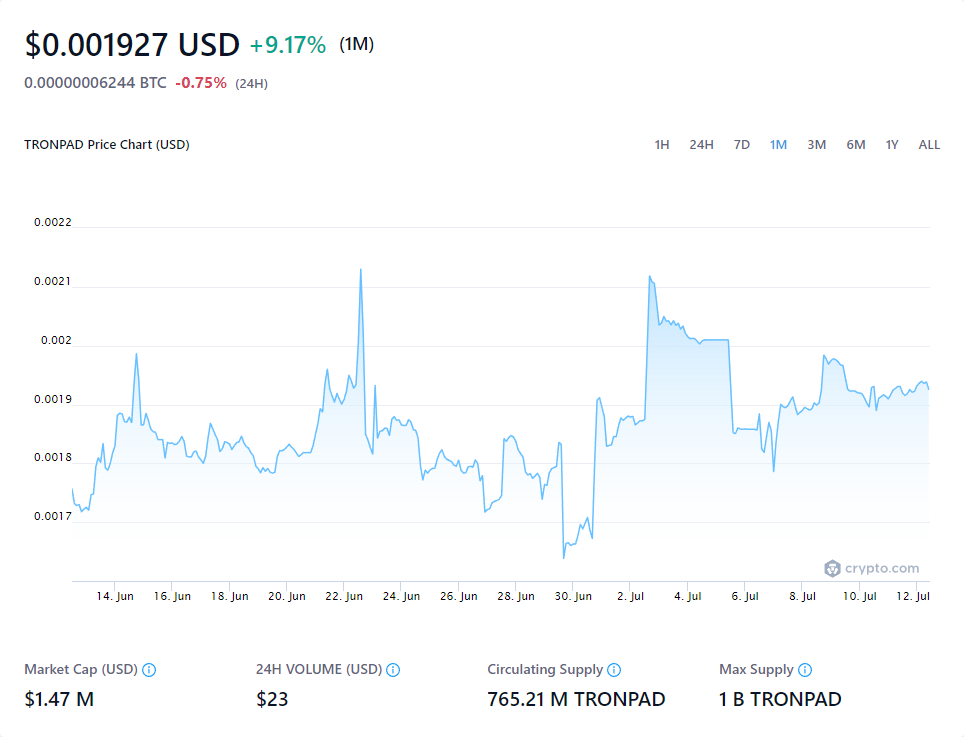 $0.001927 USD +9.17% (1M)
0.00000006244 BTC -0.75% (24H)
TRONPAD Price Chart (USD) 1H 24H 7D 1M 3M 6M 1Y ALL
0.0022
0.0021
0.002
0.0019
0.0018
0.0017
crypto.com
14. Jun 16. Jun 18. Jun 20. Jun 22. Jun 24. Jun 26. Jun 28. Jun 30. Jun 2. Jul 4. Jul 6. Jul 8. Jul 10. Jul 12. Jul
Market Cap (USD) 24H VOLUME (USD) Circulating Supply Max Supply
$1.47 M $23 765.21 M TRONPAD 1 B TRONPAD